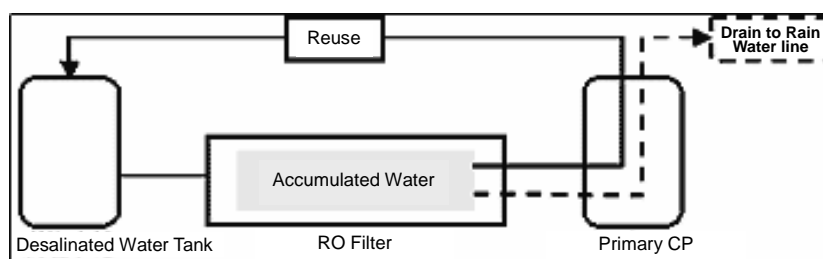 Reuse
Drain to Rain
Water line
Accumulated Water
Desalinated Water Tank
RO Filter
Primary CP